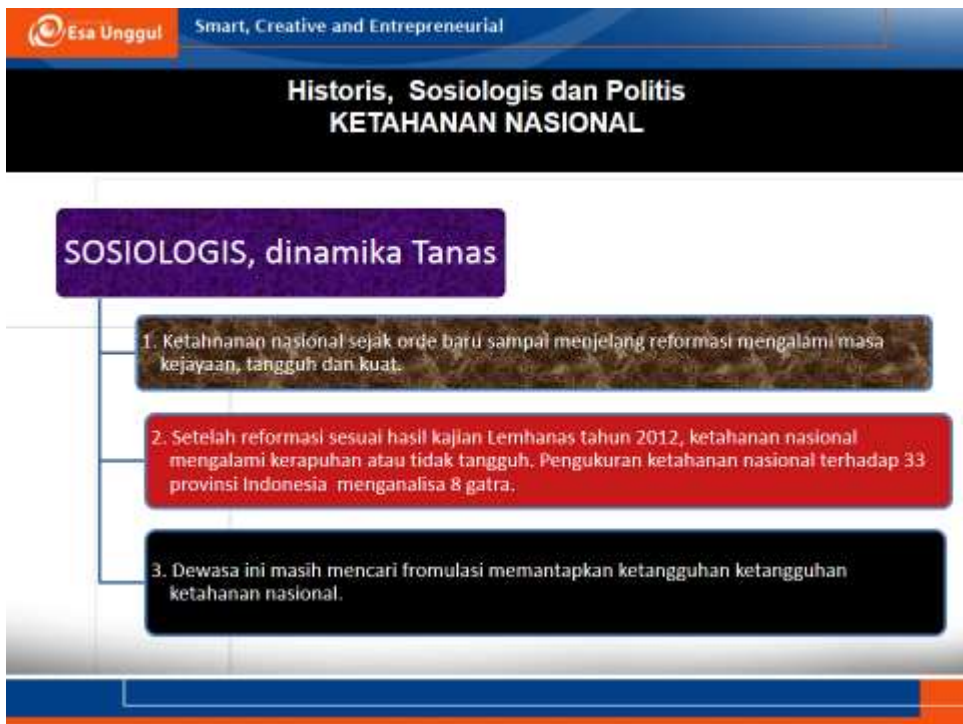 Esa Unggul
Smart, Creative and Entrepreneurial
Historis, Sosiologis dan Politis
KETAHANAN NASIONAL
SOSIOLOGIS, dinamika Tanas
1. Ketahnanan nasional sejak orde baru sampai menjelang reformasi mengalami masa
kejayaan, tangguh dan kuat.
2. Setelah reformasi sesuai hasil kajian Lemhanas tahun 2012, ketahanan nasional
mengalami kerapuhan atau tidak tangguh. Pengukuran ketahanan nasional terhadap 33
provinsi Indonesia menganalisa 8 gatra.
3. Dewasa ini masih mencari fromulasi memantapkan ketangguhan ketangguhan
ketahanan nasional.